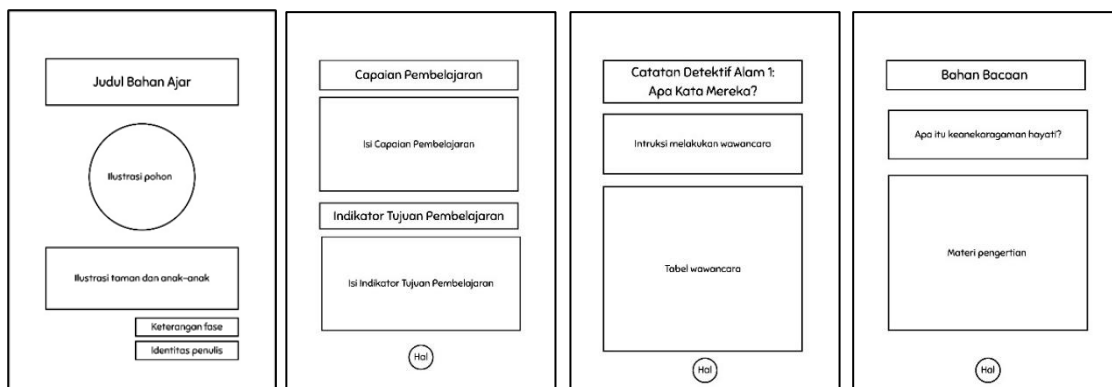 Judul Bahan Ajar
Ilustrasi pohon
Ilustrasi taman dan anak-anak
Keterangan fase
Identitas penulis
Capaian Pembelajaran
Isi Capaian Pembelajaran
Indikator Tujuan Pembelajaran
Isi Indikator Tujuan Pembelajaran
Hal
Catatan Detektif Alam 1:
Apa Kata Mereka?
Intruksi melakukan wawancara
Tabel wawancara
Hal
Bahan Bacaan
Apa itu keanekaragaman hayati?
Materi pengertian
Hal